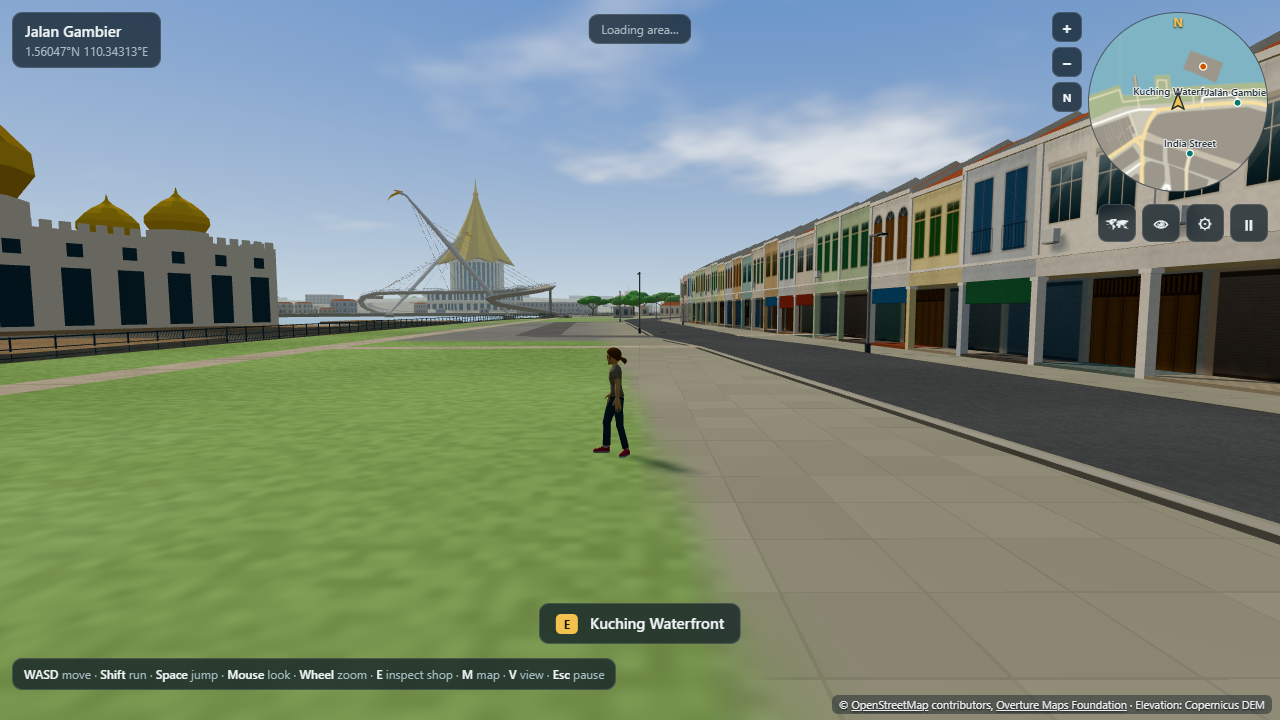 Jalan Gambier
1.56047°N 110.34313°E
Loading area...
+
−
N
N
Kuching Waterfr
Jalan Gambie
India Street
E Kuching Waterfront
WASD move · Shift run · Space jump · Mouse look · Wheel zoom · E inspect shop · M map · V view · Esc pause
© OpenStreetMap contributors, Overture Maps Foundation · Elevation: Copernicus DEM